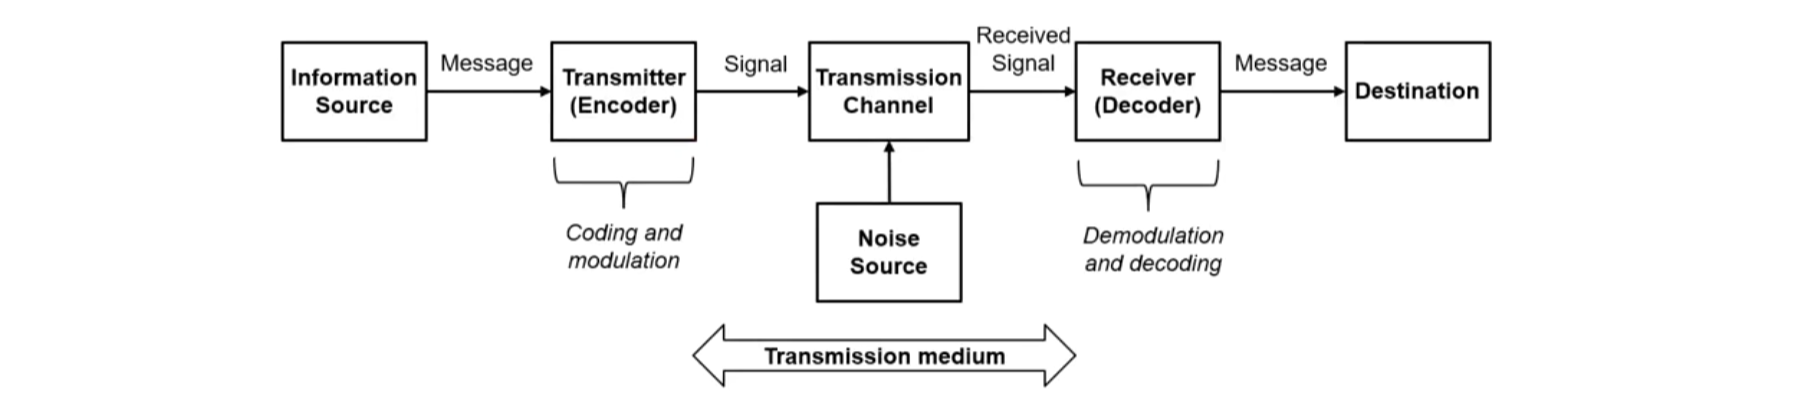 Information
Source
Message
Transmitter
(Encoder)
Signal
Transmission
Channel
Received
Signal
Receiver
(Decoder)
Message
Destination
Coding and
modulation
Noise
Source
Demodulation
and decoding
Transmission medium